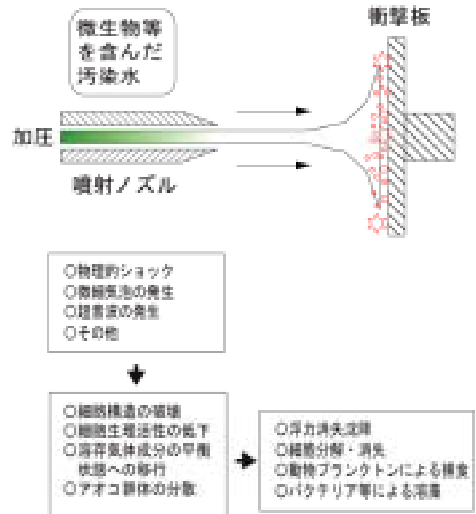 微生物等
を含んだ
汚染水
衝撃板
加圧
噴射ノズル
○物理的ショック
○微細気泡の発生
○超音波の発生
○その他
○細胞構造の破壊
○細胞生理活性の低下
○溶存気体成分の平衡
状態への移行
○アオコ群体の分散
○浮力消失沈降
○細胞分解・消失
○動物プランクトンによる捕食
○バクテリア等による溶藻